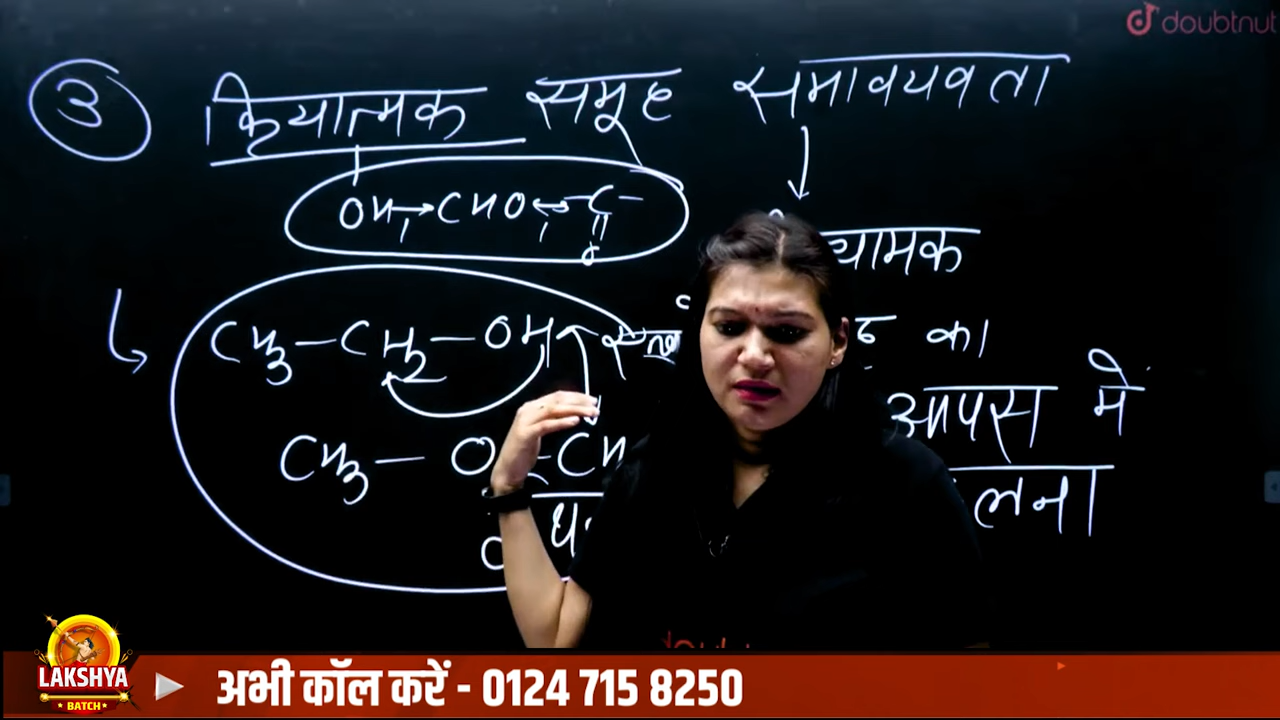 doubtnut
③ क्रियात्मक समूह समावयवता
OH, CHO, -C-
O
यामक
CH3-CH2-OH
का
आपस में
CH3-O-CH
लना
LAKSHYA
BATCH
अभी कॉल करें - 0124 715 8250